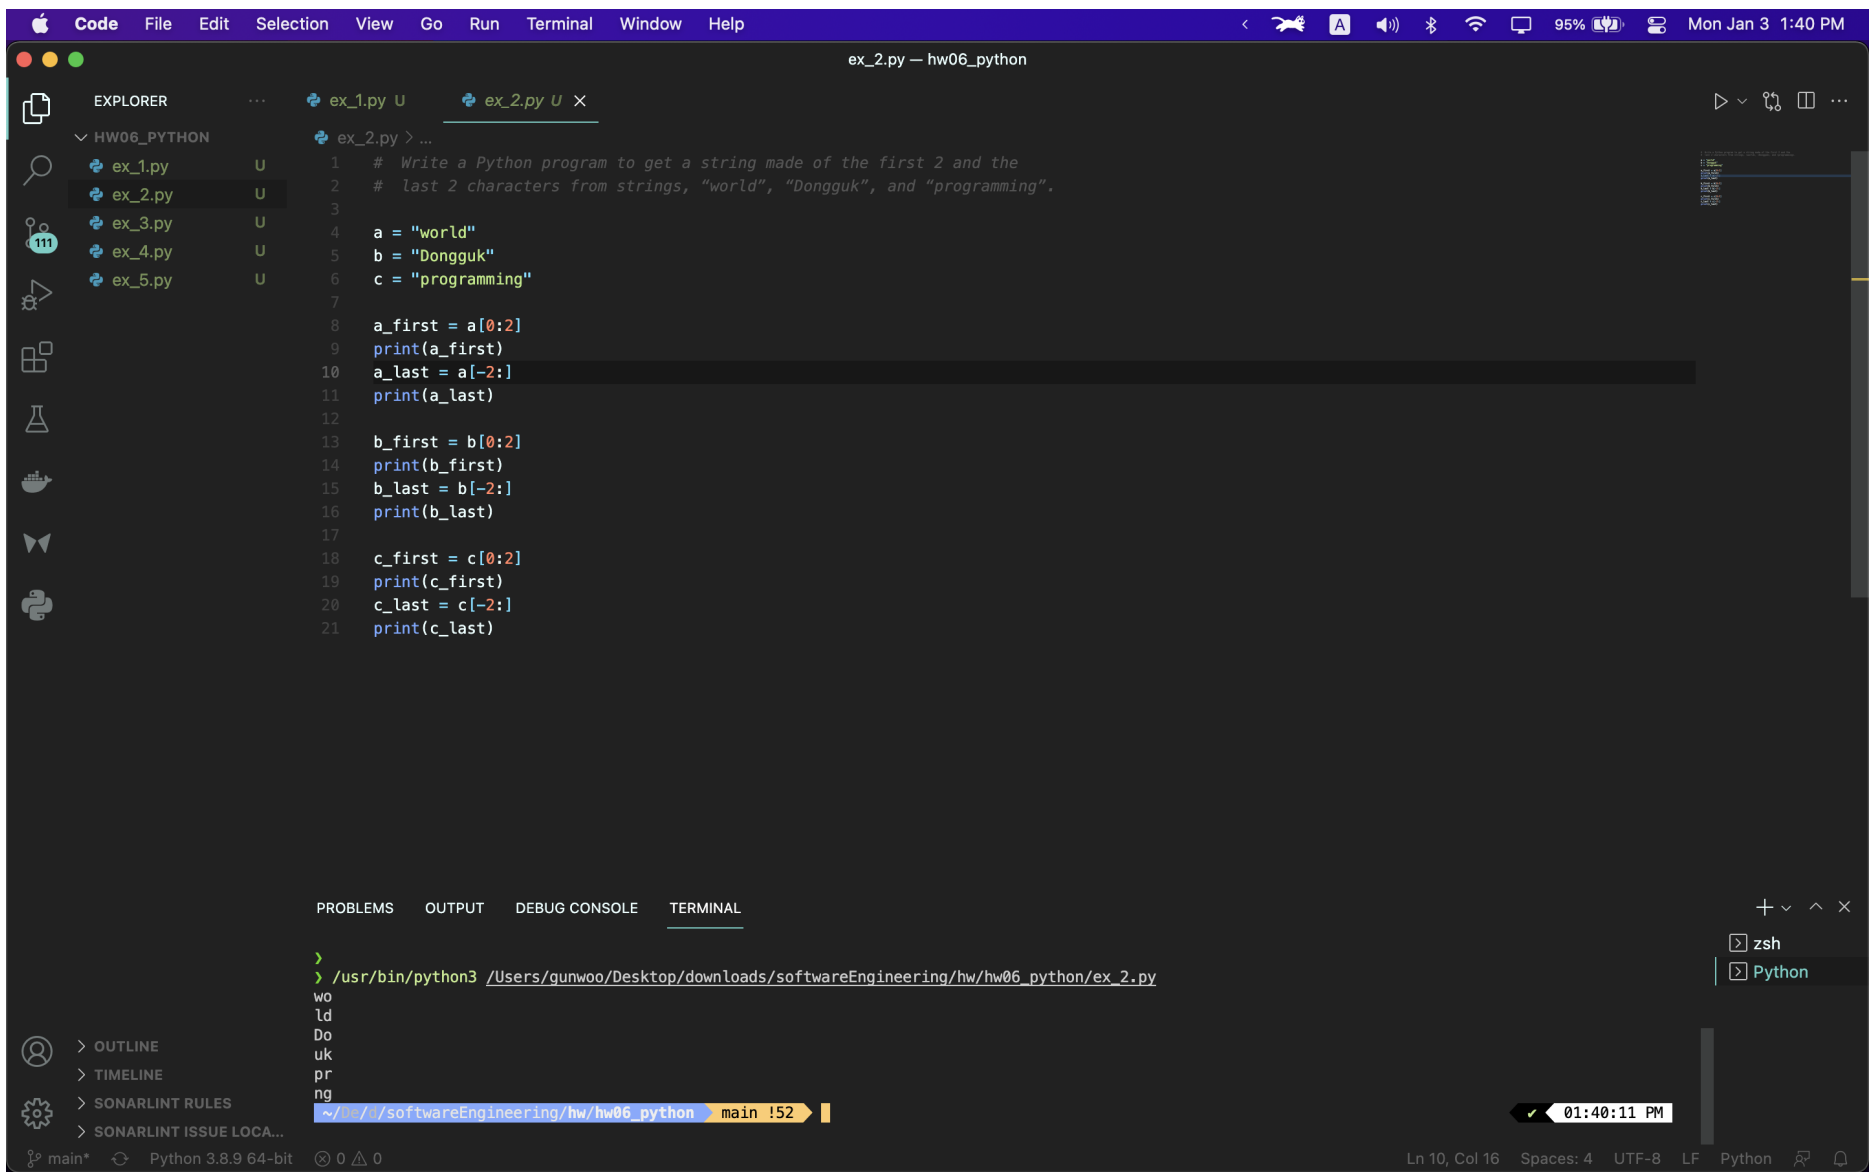 Code File Edit Selection View Go Run Terminal Window Help A 95% Mon Jan 3 1:40 PM
ex_2.py — hw06_python
EXPLORER ···
HW06_PYTHON
ex_1.py U
ex_2.py U
ex_3.py U
ex_4.py U
ex_5.py U
111
ex_1.py U ex_2.py U
ex_2.py > ...
1 # Write a Python program to get a string made of the first 2 and the
2 # last 2 characters from strings, “world”, “Dongguk”, and “programming”.
3
4 a = "world"
5 b = "Dongguk"
6 c = "programming"
7
8 a_first = a[0:2]
9 print(a_first)
10 a_last = a[-2:]
11 print(a_last)
12
13 b_first = b[0:2]
14 print(b_first)
15 b_last = b[-2:]
16 print(b_last)
17
18 c_first = c[0:2]
19 print(c_first)
20 c_last = c[-2:]
21 print(c_last)
PROBLEMS OUTPUT DEBUG CONSOLE TERMINAL
❯
❯ /usr/bin/python3 /Users/gunwoo/Desktop/downloads/softwareEngineering/hw/hw06_python/ex_2.py
wo
ld
Do
uk
pr
ng
~/De/d/softwareEngineering/hw/hw06_python main !52 ✔ 01:40:11 PM
zsh
Python
OUTLINE
TIMELINE
SONARLINT RULES
SONARLINT ISSUE LOCA...
main* Python 3.8.9 64-bit 0 0 Ln 10, Col 16 Spaces: 4 UTF-8 LF Python